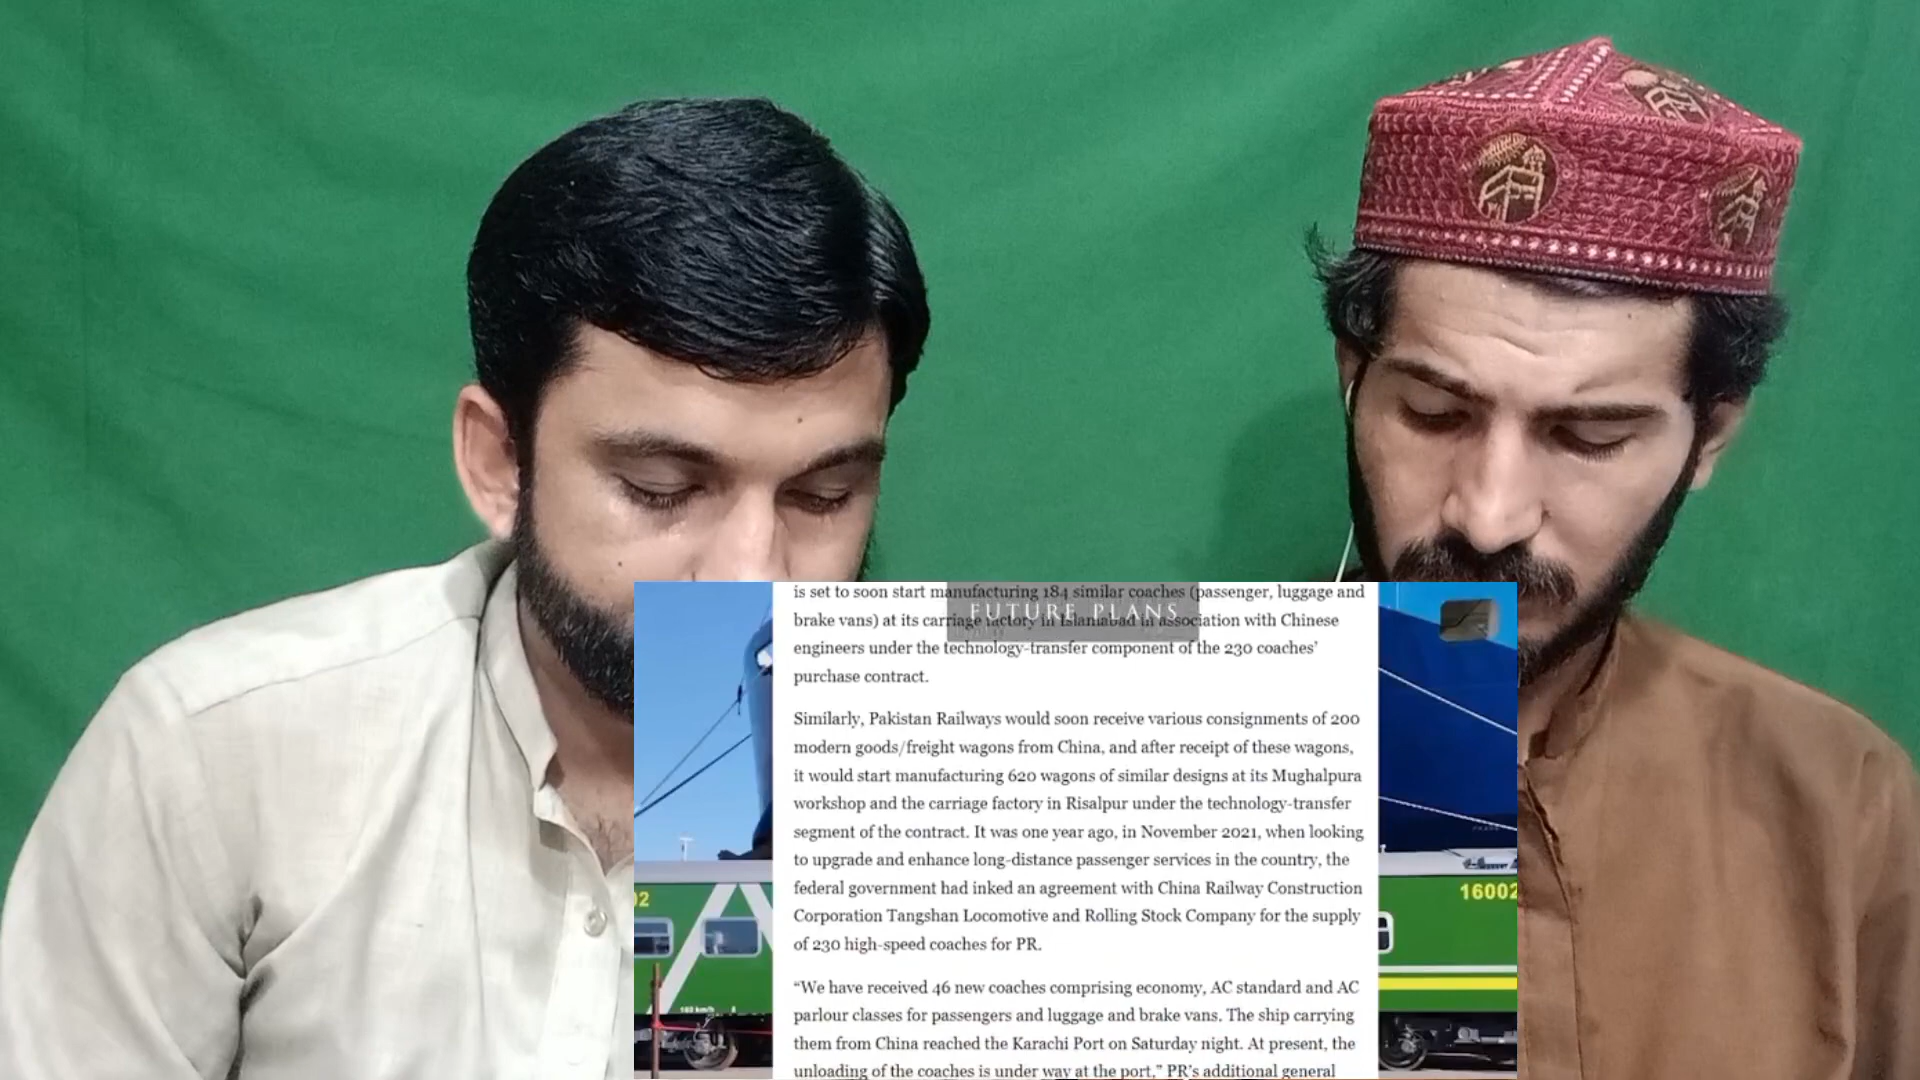 is set to soon start manufacturing 184 similar coaches (passenger, luggage and
FUTURE PLANS
brake vans) at its carriage factory in Islamabad in association with Chinese
engineers under the technology-transfer component of the 230 coaches’
purchase contract.
Similarly, Pakistan Railways would soon receive various consignments of 200
modern goods/freight wagons from China, and after receipt of these wagons,
it would start manufacturing 620 wagons of similar designs at its Mughalpura
workshop and the carriage factory in Risalpur under the technology-transfer
segment of the contract. It was one year ago, in November 2021, when looking
to upgrade and enhance long-distance passenger services in the country, the
federal government had inked an agreement with China Railway Construction
Corporation Tangshan Locomotive and Rolling Stock Company for the supply
of 230 high-speed coaches for PR.
“We have received 46 new coaches comprising economy, AC standard and AC
parlour classes for passengers and luggage and brake vans. The ship carrying
them from China reached the Karachi Port on Saturday night. At present, the
unloading of the coaches is under way at the port,” PR’s additional general
02
16002
160 km/h